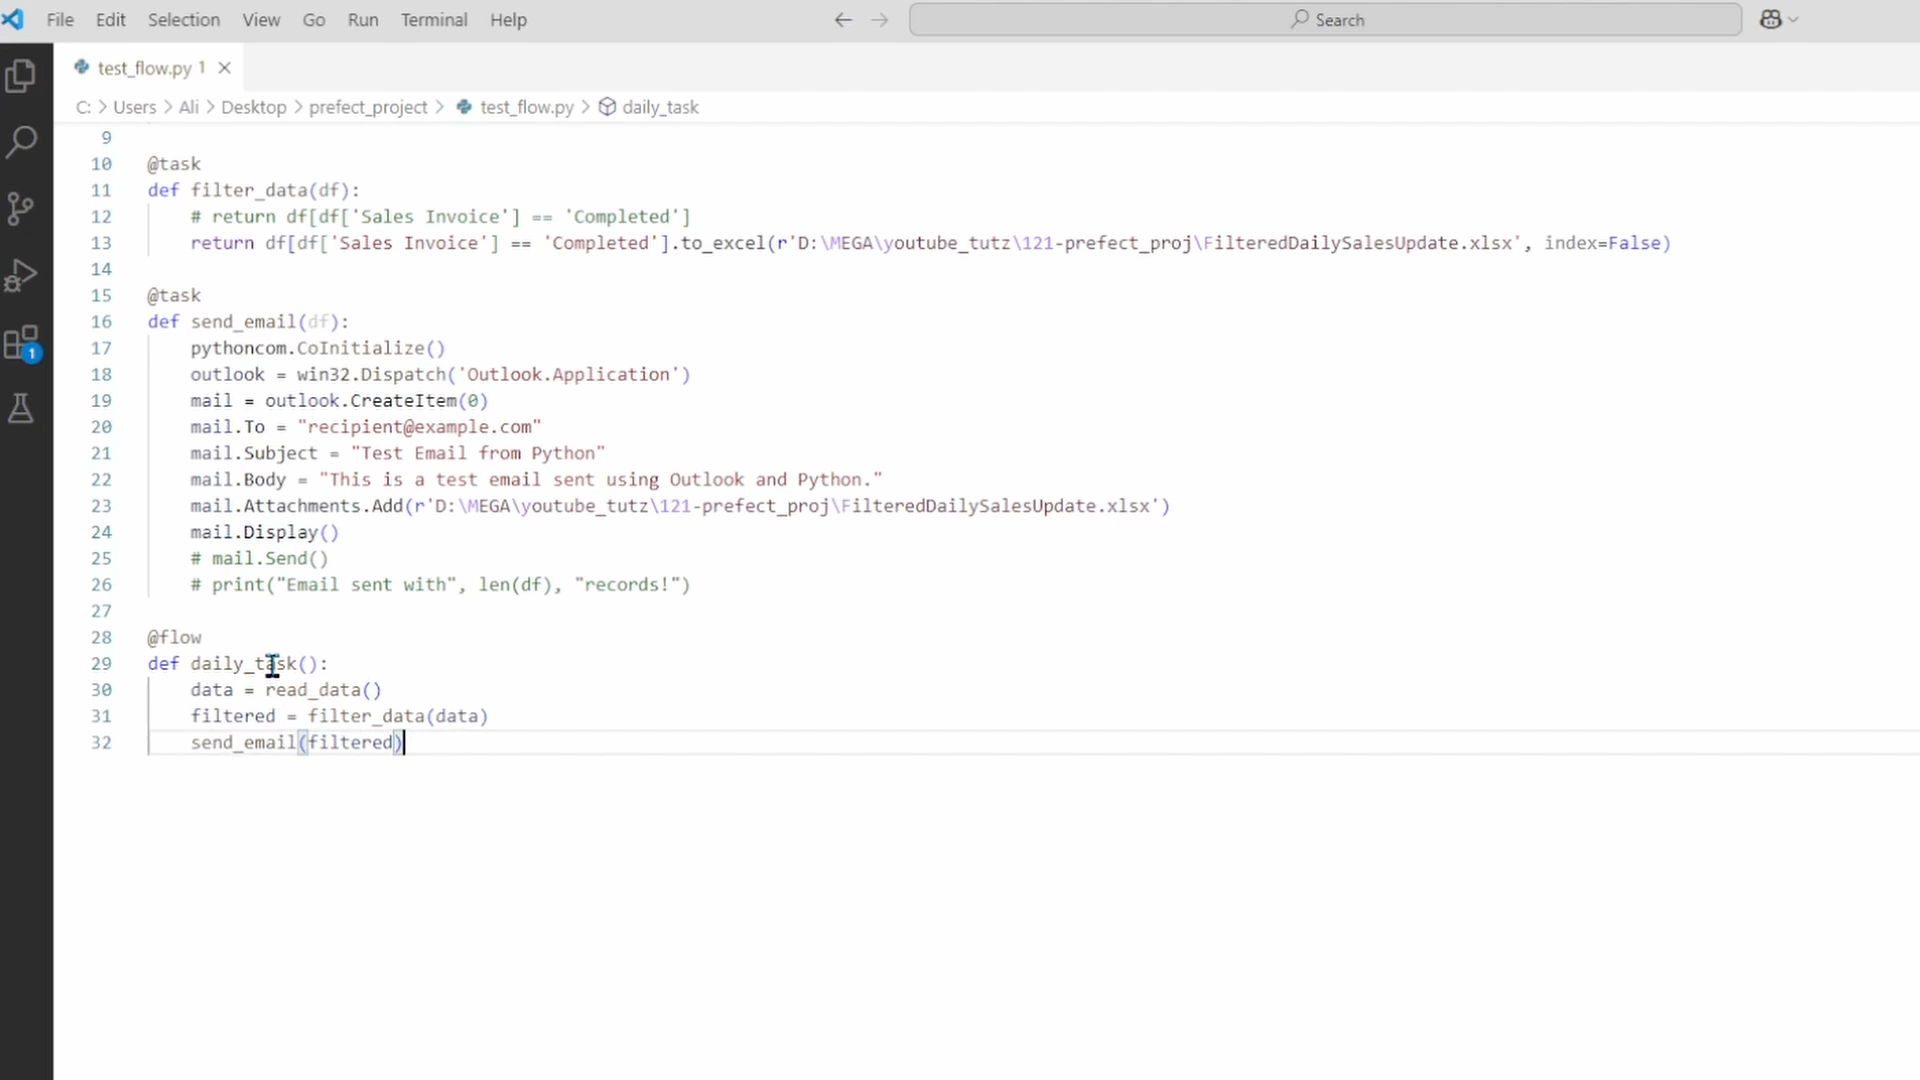 File Edit Selection View Go Run Terminal Help Search
test_flow.py 1
C: > Users > Ali > Desktop > prefect_project > test_flow.py > daily_task
9
10 @task
11 def filter_data(df):
12 # return df[df['Sales Invoice'] == 'Completed']
13 return df[df['Sales Invoice'] == 'Completed'].to_excel(r'D:\MEGA\youtube_tutz\121-prefect_proj\FilteredDailySalesUpdate.xlsx', index=False)
14
15 @task
16 def send_email(df):
17 pythoncom.CoInitialize()
18 outlook = win32.Dispatch('Outlook.Application')
19 mail = outlook.CreateItem(0)
20 mail.To = "recipient@example.com"
21 mail.Subject = "Test Email from Python"
22 mail.Body = "This is a test email sent using Outlook and Python."
23 mail.Attachments.Add(r'D:\MEGA\youtube_tutz\121-prefect_proj\FilteredDailySalesUpdate.xlsx')
24 mail.Display()
25 # mail.Send()
26 # print("Email sent with", len(df), "records!")
27
28 @flow
29 def daily_task():
30 data = read_data()
31 filtered = filter_data(data)
32 send_email(filtered)
1